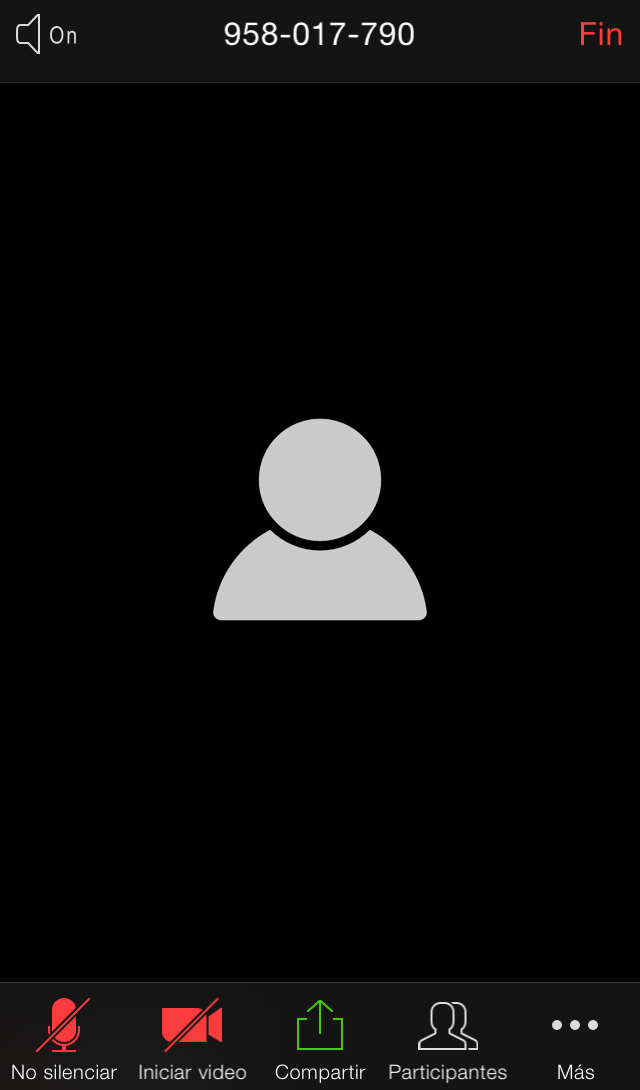 On
958-017-790
Fin
No silenciar
Iniciar video
Compartir
Participantes
Más